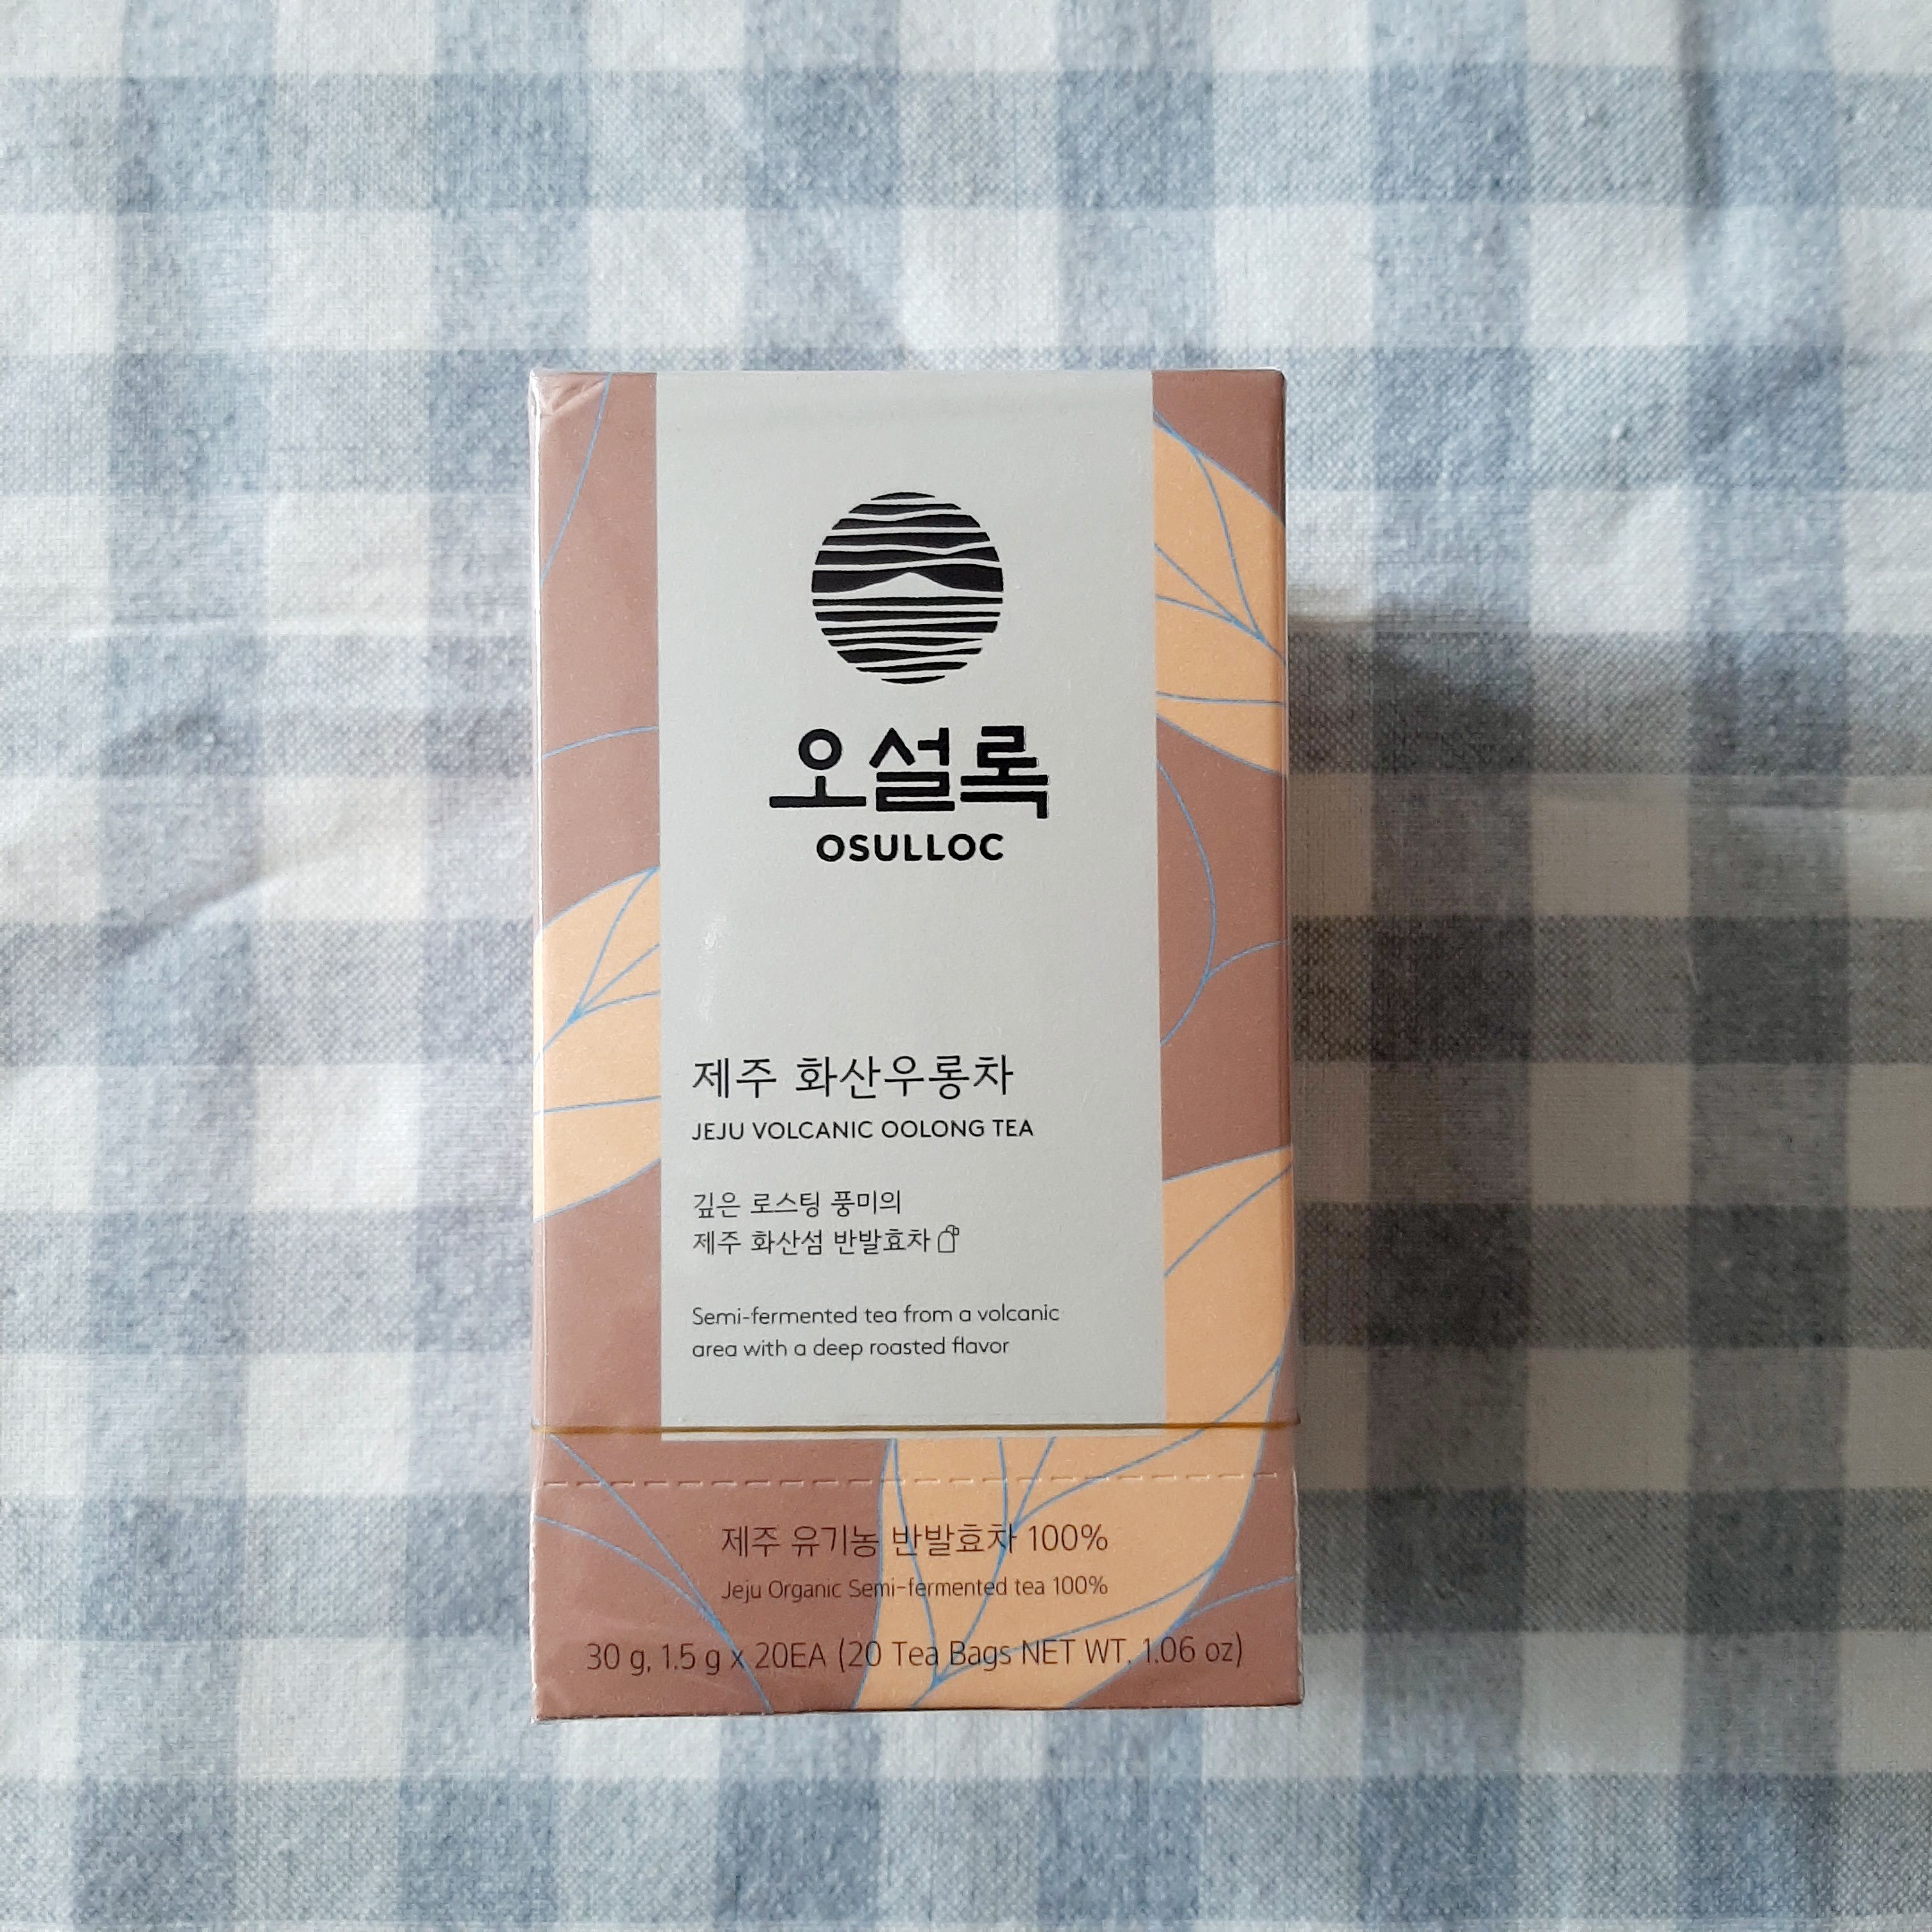 오설록
OSULLOC
제주 화산우롱차
JEJU VOLCANIC OOLONG TEA
깊은 로스팅 풍미의
제주 화산섬 반발효차
Semi-fermented tea from a volcanic
area with a deep roasted flavor
제주 유기농 반발효차 100%
Jeju Organic Semi-fermented tea 100%
30 g, 1.5 g x 20EA (20 Tea Bags NET WT. 1.06 oz)